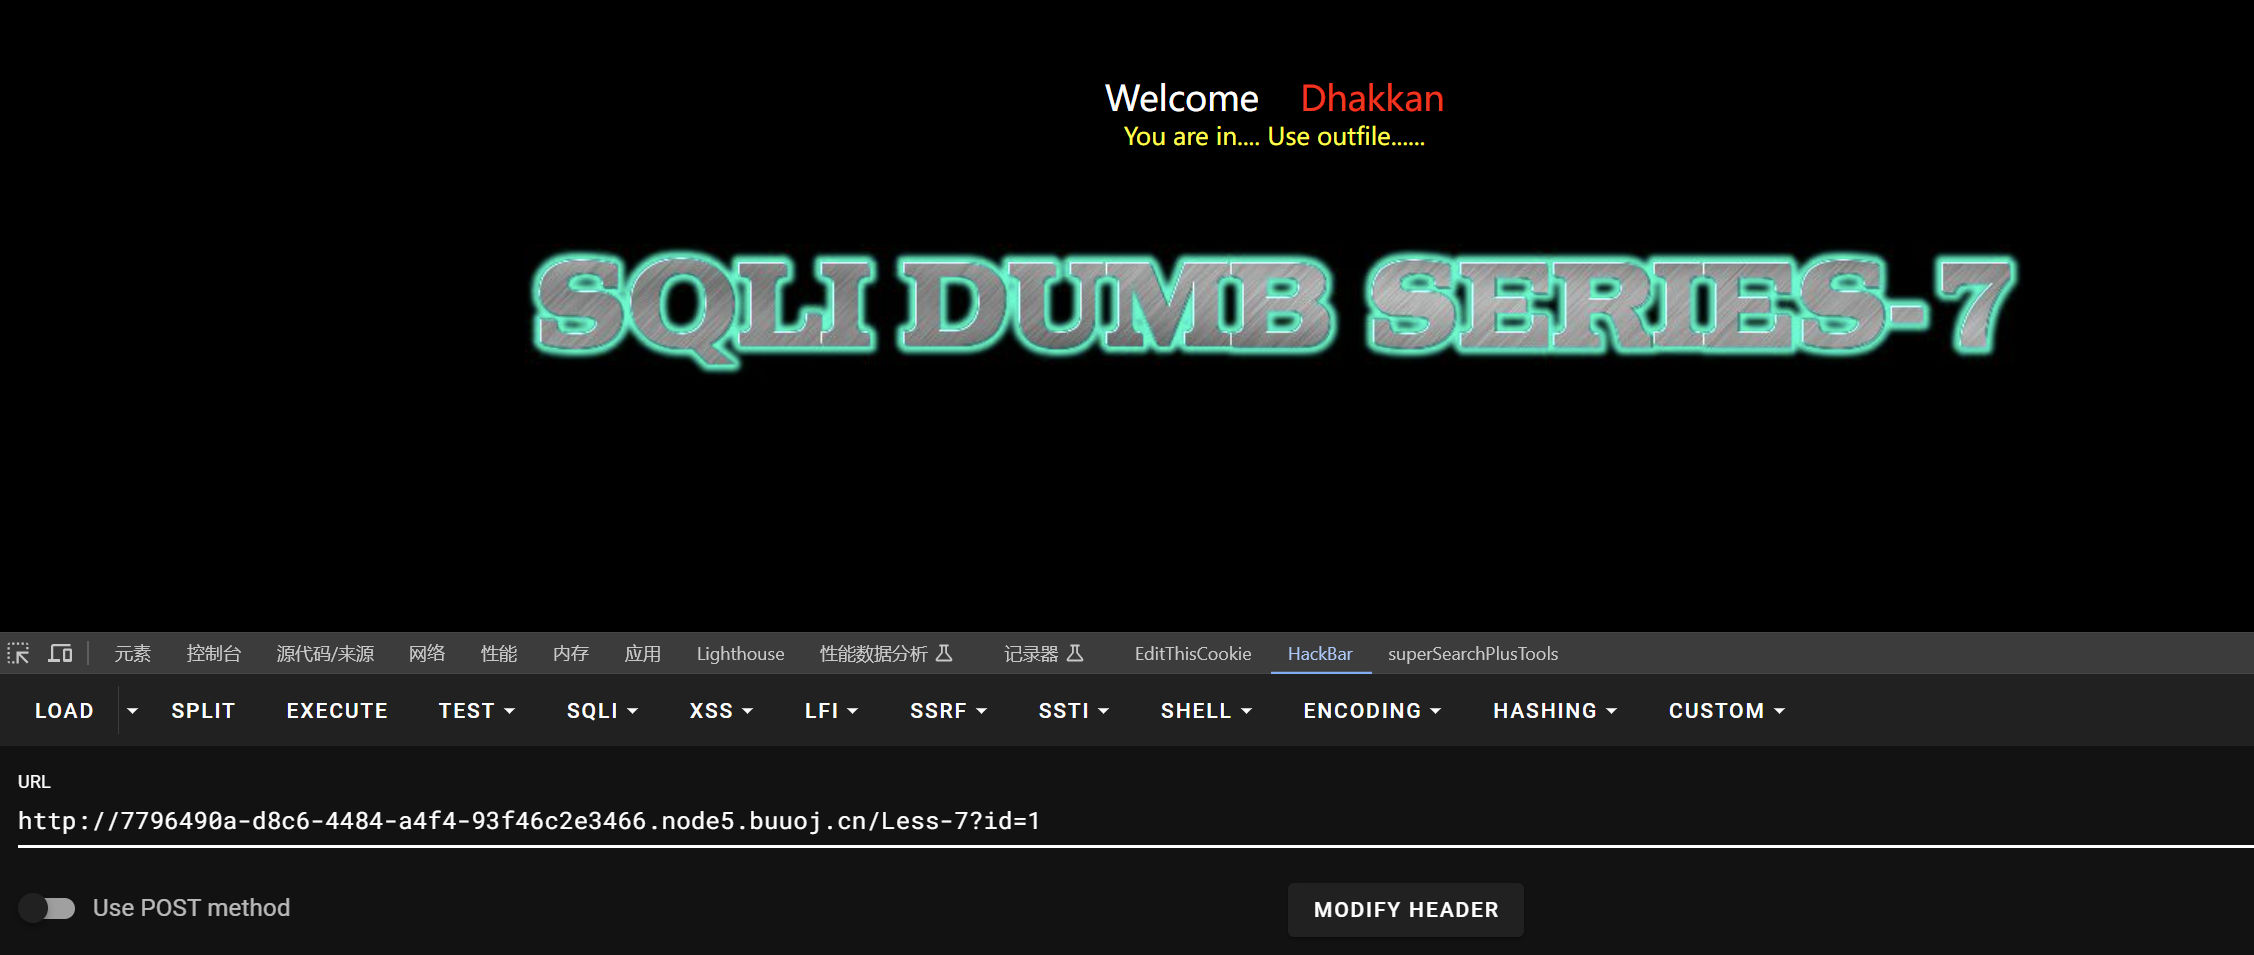 Welcome Dhakkan
You are in.... Use outfile......
SQLI DUMB SERIES-7
元素 控制台 源代码/来源 网络 性能 内存 应用 Lighthouse 性能数据分析 记录器 EditThisCookie HackBar superSearchPlusTools
LOAD SPLIT EXECUTE TEST SQLI XSS LFI SSRF SSTI SHELL ENCODING HASHING CUSTOM
URL
http://7796490a-d8c6-4484-a4f4-93f46c2e3466.node5.buuoj.cn/Less-7?id=1
Use POST method MODIFY HEADER